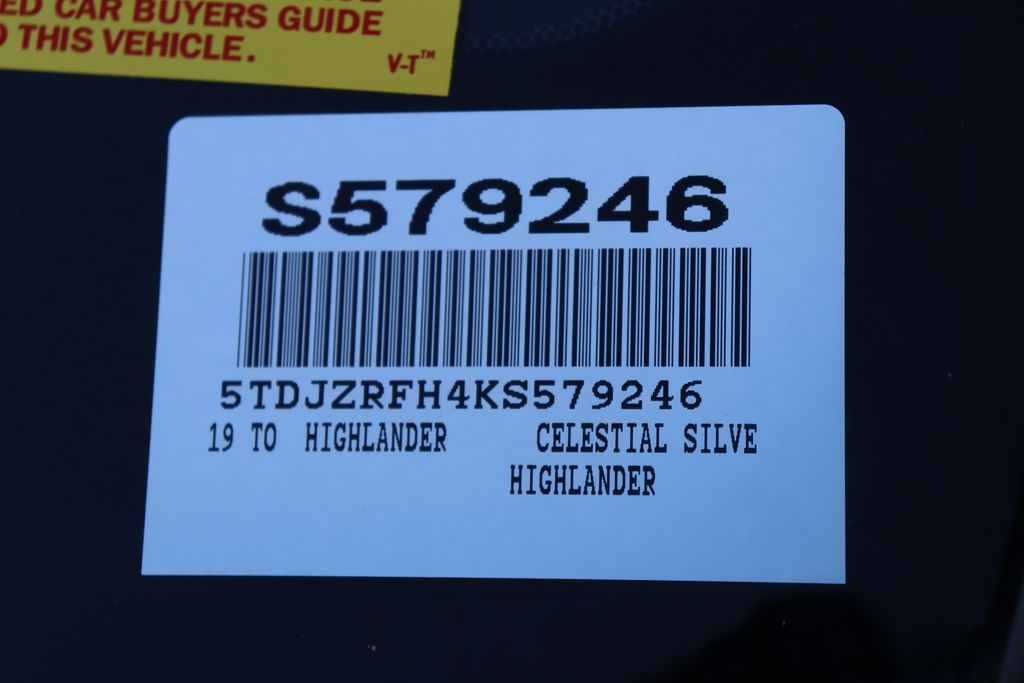 ED CAR BUYERS GUIDE
THIS VEHICLE.
V-T™
S579246
5TDJZRFH4KS579246
19 TO HIGHLANDER CELESTIAL SILVE
HIGHLANDER